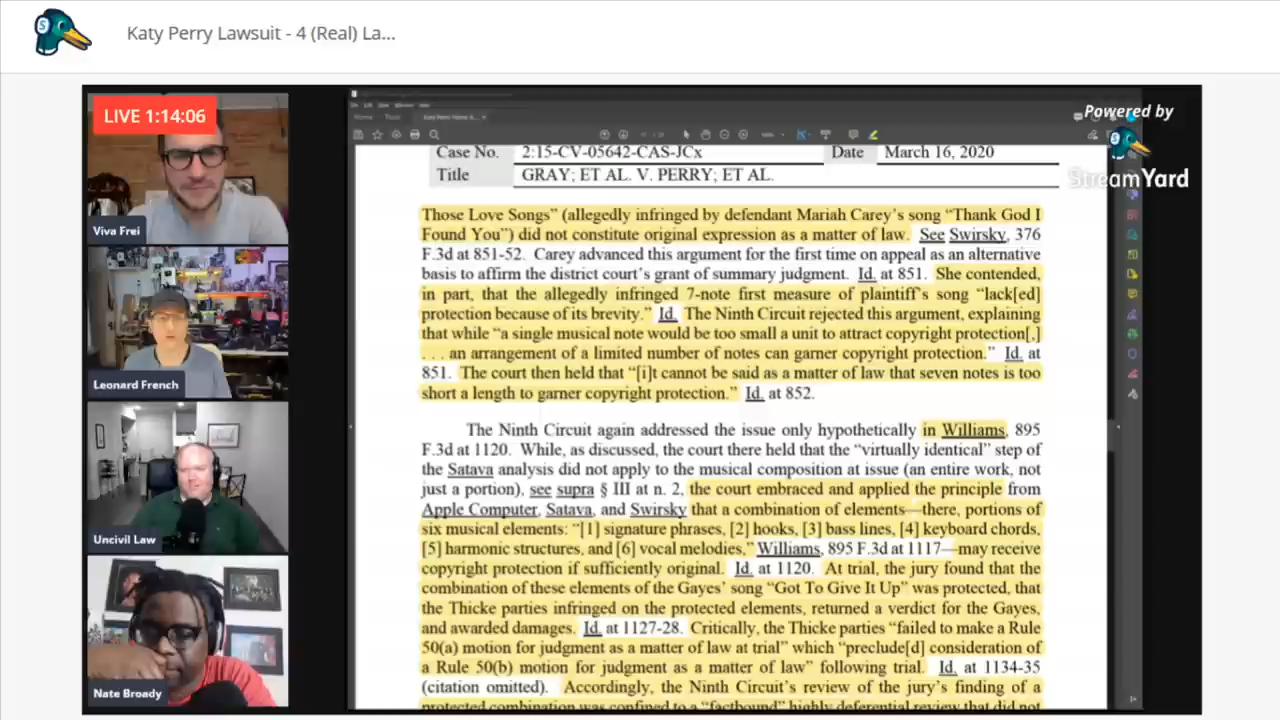 Katy Perry Lawsuit - 4 (Real) La...
LIVE 1:14:06
Viva Frei
Leonard French
Uncivil Law
Nate Broady
Powered by
StreamYard
Case No. 2:15-CV-05642-CAS-JCx Date March 16, 2020
Title GRAY; ET AL. V. PERRY; ET AL.
Those Love Songs” (allegedly infringed by defendant Mariah Carey’s song “Thank God I
Found You”) did not constitute original expression as a matter of law. See Swirsky, 376
F.3d at 851-52. Carey advanced this argument for the first time on appeal as an alternative
basis to affirm the district court’s grant of summary judgment. Id. at 851. She contended,
in part, that the allegedly infringed 7-note first measure of plaintiff’s song “lack[ed]
protection because of its brevity.” Id. The Ninth Circuit rejected this argument, explaining
that while “a single musical note would be too small a unit to attract copyright protection[,]
. . . an arrangement of a limited number of notes can garner copyright protection.” Id. at
851. The court then held that “[i]t cannot be said as a matter of law that seven notes is too
short a length to garner copyright protection.” Id. at 852.
The Ninth Circuit again addressed the issue only hypothetically in Williams, 895
F.3d at 1120. While, as discussed, the court there held that the “virtually identical” step of
the Satava analysis did not apply to the musical composition at issue (an entire work, not
just a portion), see supra § III at n. 2, the court embraced and applied the principle from
Apple Computer, Satava, and Swirsky that a combination of elements—there, portions of
six musical elements: “[1] signature phrases, [2] hooks, [3] bass lines, [4] keyboard chords,
[5] harmonic structures, and [6] vocal melodies,” Williams, 895 F.3d at 1117—may receive
copyright protection if sufficiently original. Id. at 1120. At trial, the jury found that the
combination of these elements of the Gayes’ song “Got To Give It Up” was protected, that
the Thicke parties infringed on the protected elements, returned a verdict for the Gayes,
and awarded damages. Id. at 1127-28. Critically, the Thicke parties “failed to make a Rule
50(a) motion for judgment as a matter of law at trial” which “preclude[d] consideration of
a Rule 50(b) motion for judgment as a matter of law” following trial. Id. at 1134-35
(citation omitted). Accordingly, the Ninth Circuit’s review of the jury’s finding of a
protected combination was confined to a “factbound” highly deferential review that did not